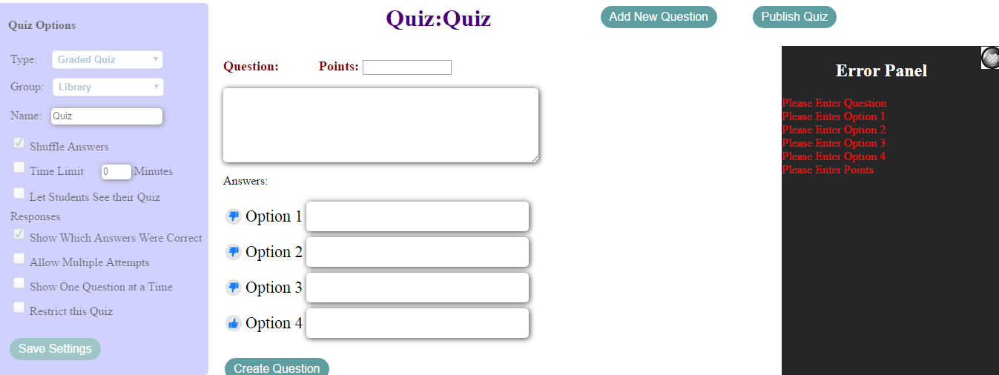 Quiz Options
Type: Graded Quiz
Group: Library
Name: Quiz
Shuffle Answers
Time Limit 0 Minutes
Let Students See their Quiz
Responses
Show Which Answers Were Correct
Allow Multiple Attempts
Show One Question at a Time
Restrict this Quiz
Save Settings
Quiz:Quiz
Add New Question
Publish Quiz
Question: Points:
Answers:
Option 1
Option 2
Option 3
Option 4
Create Question
Error Panel
Please Enter Question
Please Enter Option 1
Please Enter Option 2
Please Enter Option 3
Please Enter Option 4
Please Enter Points